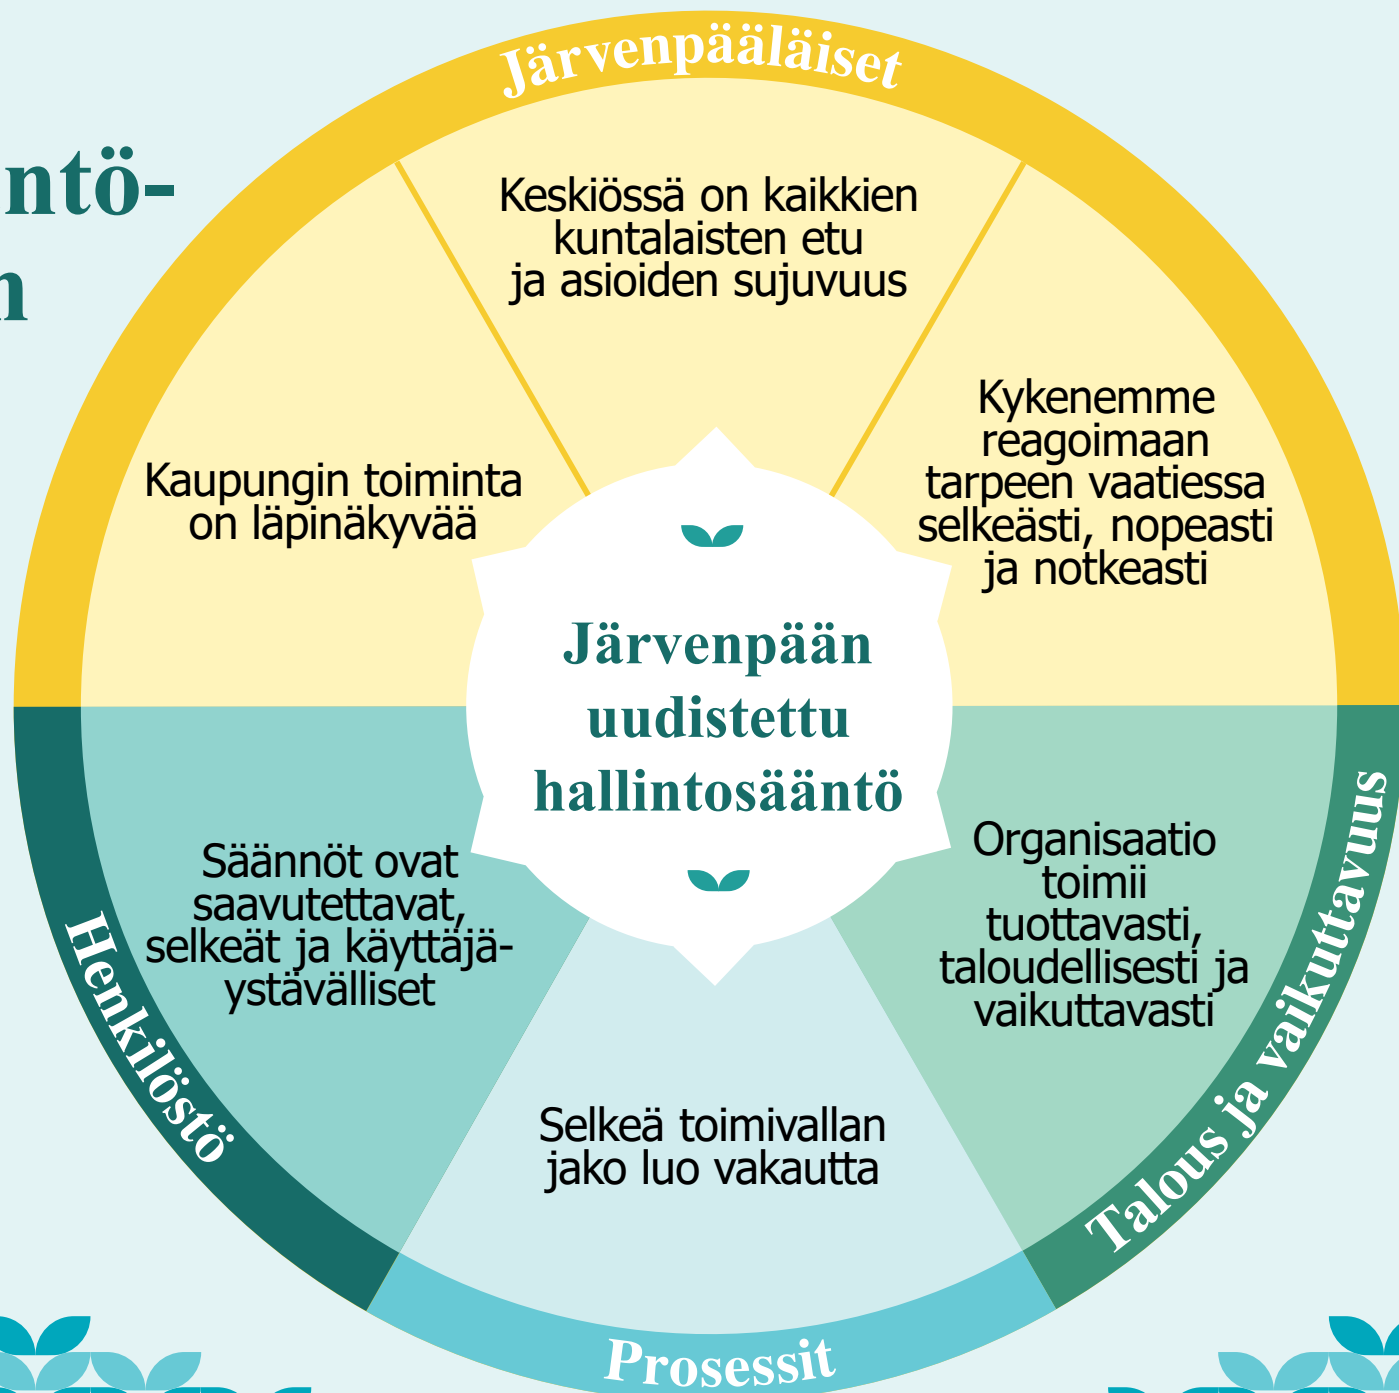 Järvenpääläiset
ntö-
n
Keskiössä on kaikkien
kuntalaisten etu
ja asioiden sujuvuus
Kaupungin toiminta
on läpinäkyvää
Kykenemme
reagoimaan
tarpeen vaatiessa
selkeästi, nopeasti
ja notkeasti
Järvenpään
uudistettu
hallintosääntö
Säännöt ovat
saavutettavat,
selkeät ja käyttäjä-
ystävälliset
Organisaatio
toimii
tuottavasti,
taloudellisesti ja
vaikuttavasti
Selkeä toimivallan
jako luo vakautta
Henkilöstö
Talous ja vaikuttavuus
Prosessit